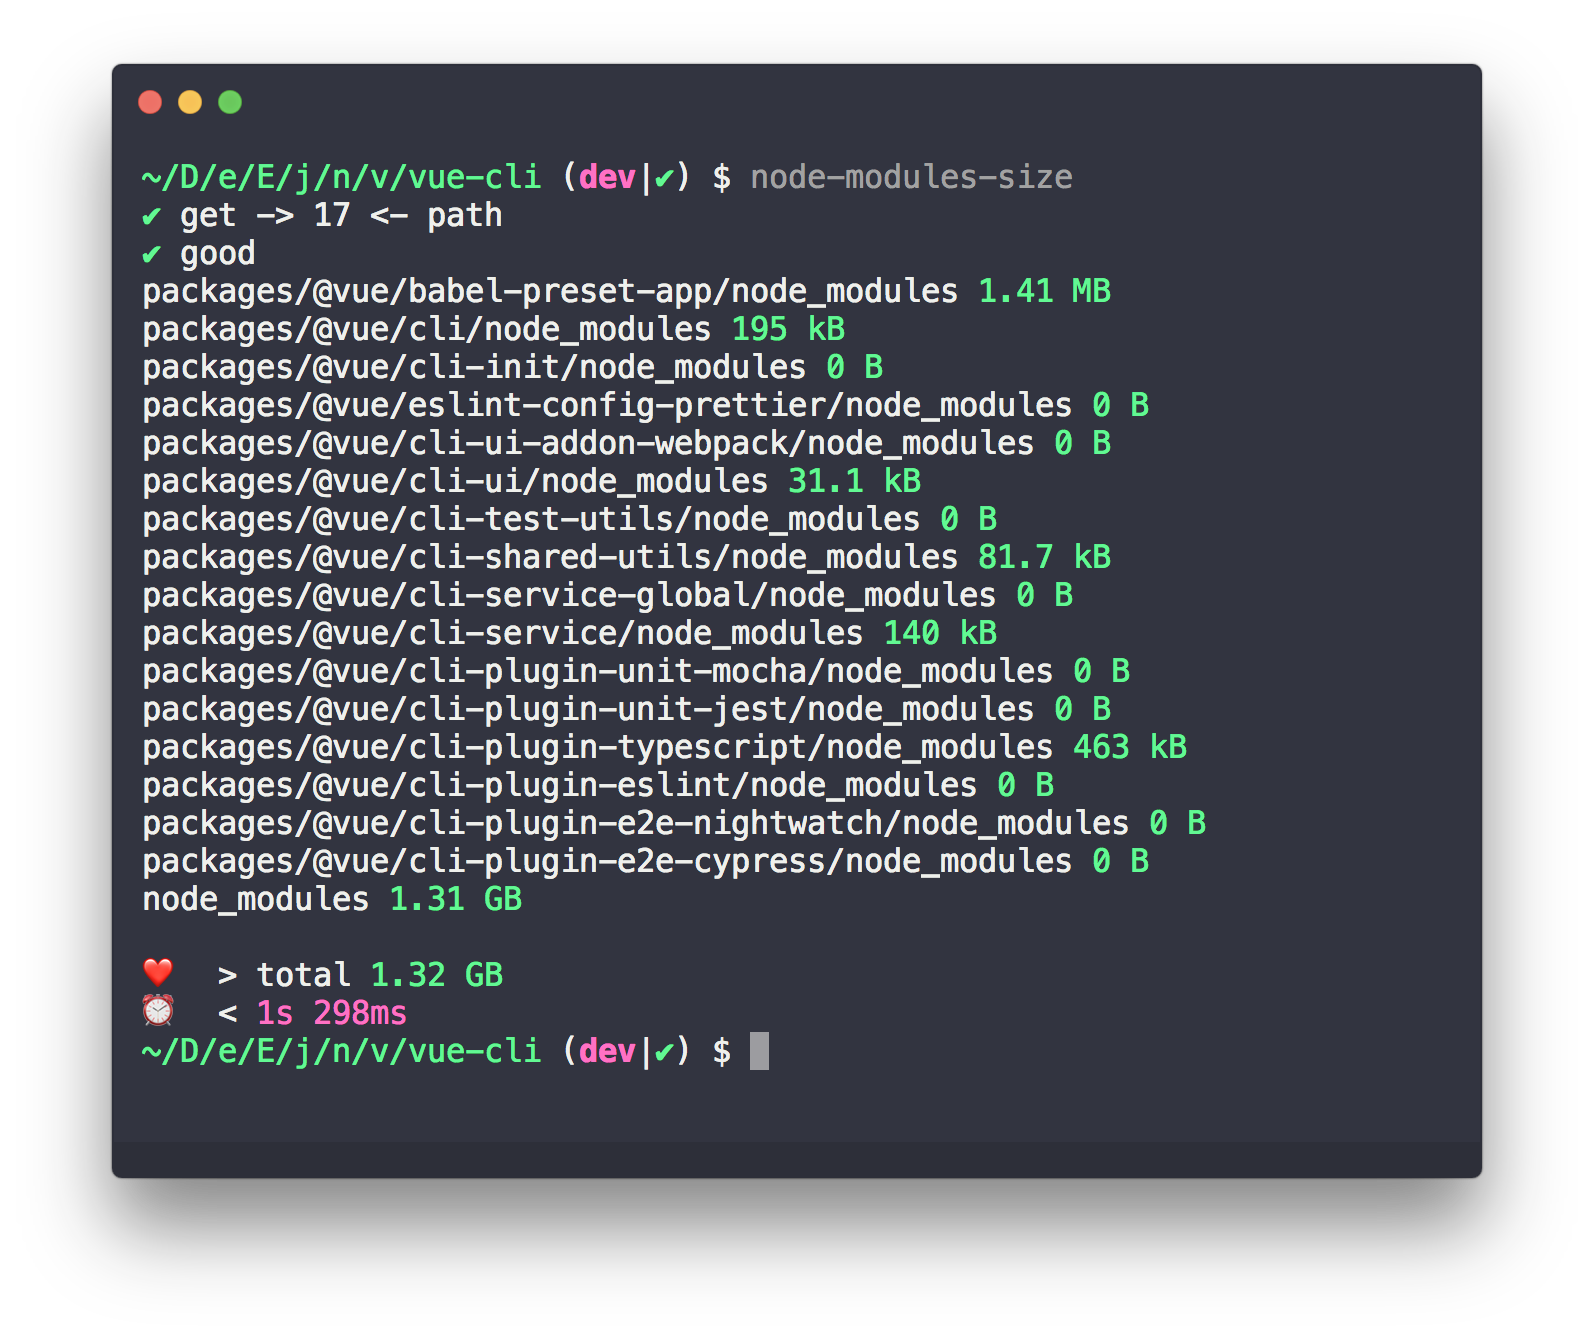 ~/D/e/E/j/n/v/vue-cli (dev|✔) $ node-modules-size
✔ get -> 17 <- path
✔ good
packages/@vue/babel-preset-app/node_modules 1.41 MB
packages/@vue/cli/node_modules 195 kB
packages/@vue/cli-init/node_modules 0 B
packages/@vue/eslint-config-prettier/node_modules 0 B
packages/@vue/cli-ui-addon-webpack/node_modules 0 B
packages/@vue/cli-ui/node_modules 31.1 kB
packages/@vue/cli-test-utils/node_modules 0 B
packages/@vue/cli-shared-utils/node_modules 81.7 kB
packages/@vue/cli-service-global/node_modules 0 B
packages/@vue/cli-service/node_modules 140 kB
packages/@vue/cli-plugin-unit-mocha/node_modules 0 B
packages/@vue/cli-plugin-unit-jest/node_modules 0 B
packages/@vue/cli-plugin-typescript/node_modules 463 kB
packages/@vue/cli-plugin-eslint/node_modules 0 B
packages/@vue/cli-plugin-e2e-nightwatch/node_modules 0 B
packages/@vue/cli-plugin-e2e-cypress/node_modules 0 B
node_modules 1.31 GB
❤️ > total 1.32 GB
⏰ < 1s 298ms
~/D/e/E/j/n/v/vue-cli (dev|✔) $